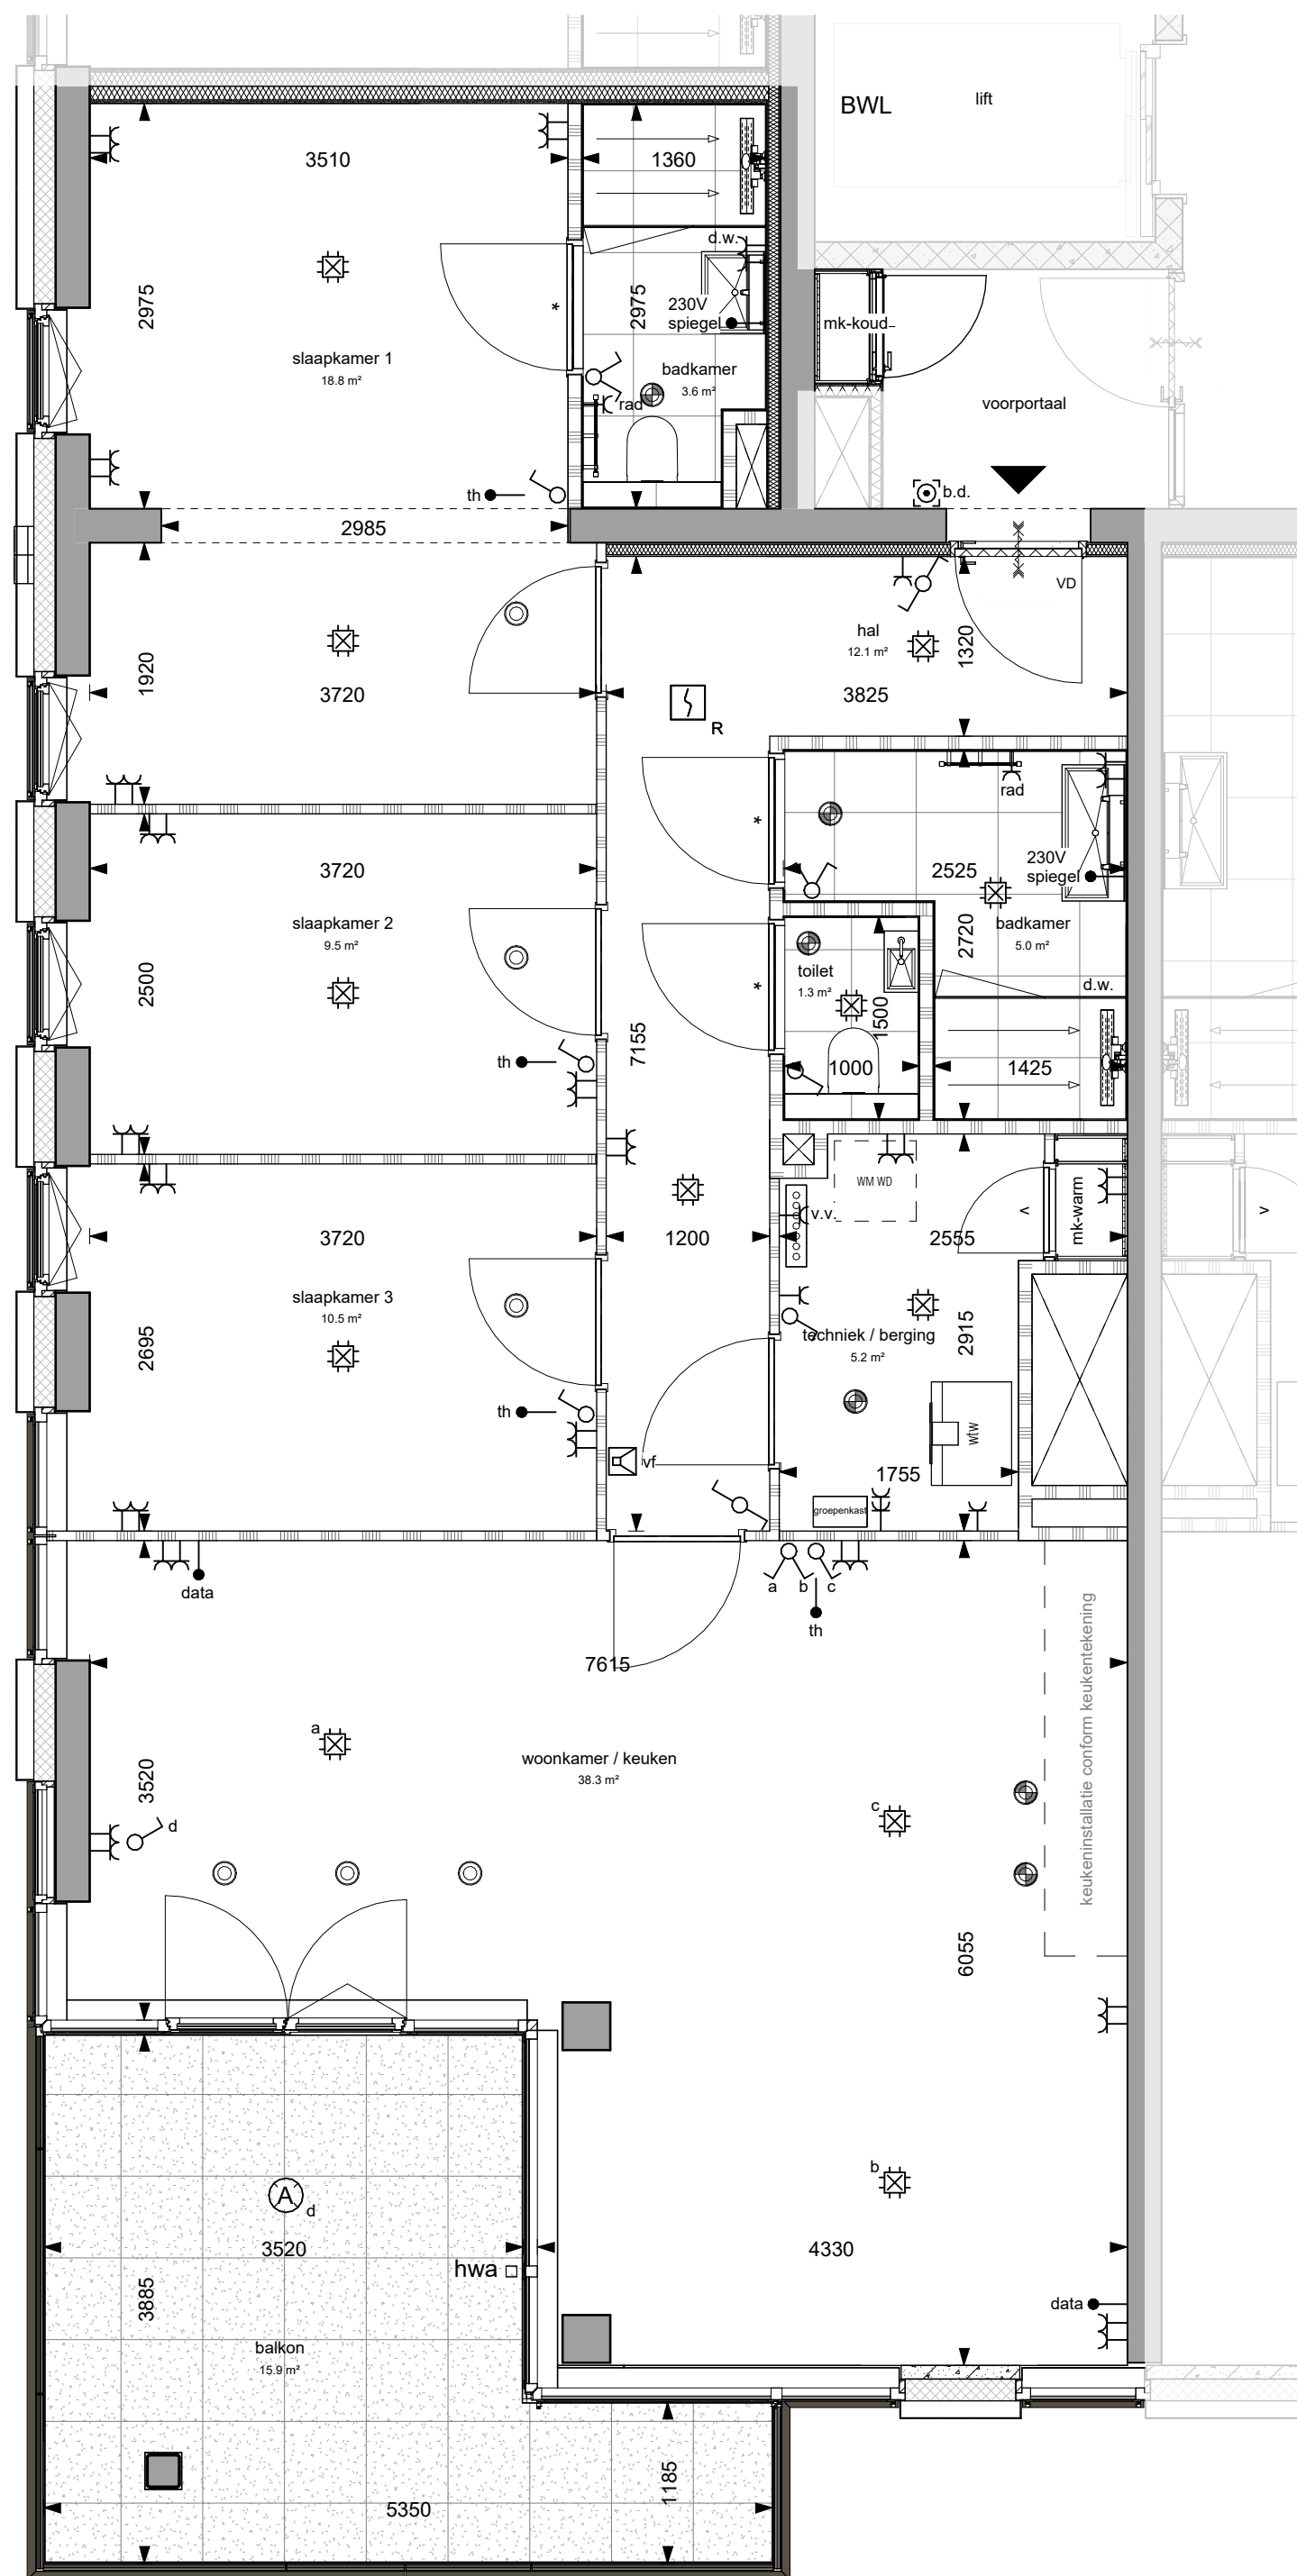 BWL
lift
3510
1360
d.w.
2975
2975
230V
spiegel
mk-koud
slaapkamer 1
18.8 m²
badkamer
3.6 m²
*
rad
voorportaal
th
b.d.
2985
VD
hal
12.1 m²
1320
1920
3720
3825
R
rad
*
3720
2525
230V
spiegel
slaapkamer 2
9.5 m²
badkamer
5.0 m²
2720
toilet
1.3 m²
2500
*
d.w.
1500
7155
th
1000
1425
WM WD
mk-warm
v.v.
<
>
3720
1200
2555
slaapkamer 3
10.5 m²
2695
techniek / berging
5.2 m²
2915
th
wtw
vf
1755
groepenkast
data
a
b
c
th
7615
keukeninstallatie conform keukentekening
a
woonkamer / keuken
38.3 m²
3520
c
d
6055
b
A
d
3520
hwa
4330
3885
data
balkon
15.9 m²
1185
5350